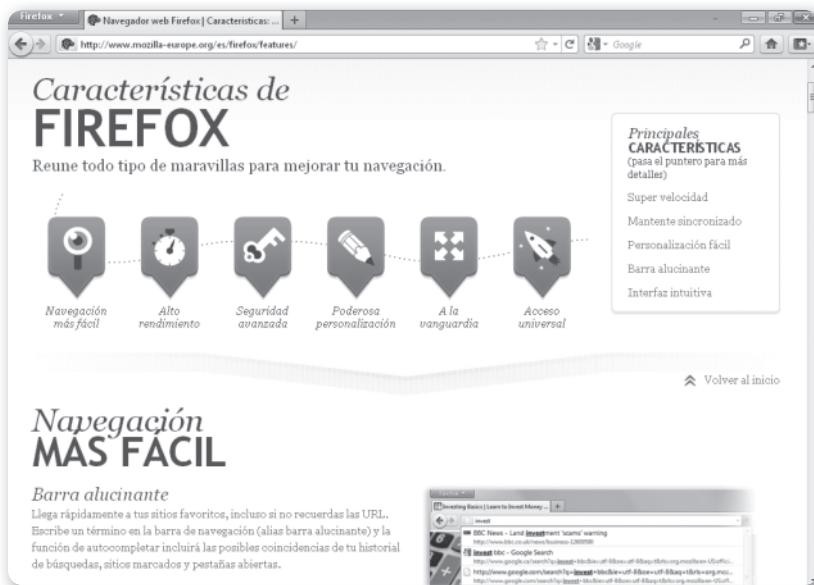 Firefox
Navegador web Firefox | Características: ...
http://www.mozilla-europe.org/es/firefox/features/
Google
Características de
FIREFOX
Reune todo tipo de maravillas para mejorar tu navegación.
Navegación
más fácil
Alto
rendimiento
Seguridad
avanzada
Poderosa
personalización
A la
vanguardia
Acceso
universal
Principales
CARACTERÍSTICAS
(pasa el puntero para más
detalles)
Super velocidad
Mantente sincronizado
Personalización fácil
Barra alucinante
Interfaz intuitiva
Volver al inicio
Navegación
MÁS FÁCIL
Barra alucinante
Llega rápidamente a tus sitios favoritos, incluso si no recuerdas las URL.
Escribe un término en la barra de navegación (alias barra alucinante) y la
función de autocompletar incluirá las posibles coincidencias de tu historial
de búsquedas, sitios marcados y pestañas abiertas.
Firefox
Investing Basics | Learn to Invest Money ...
invest
BBC News - Land investment 'scams' warning
invest bbc - Google Search